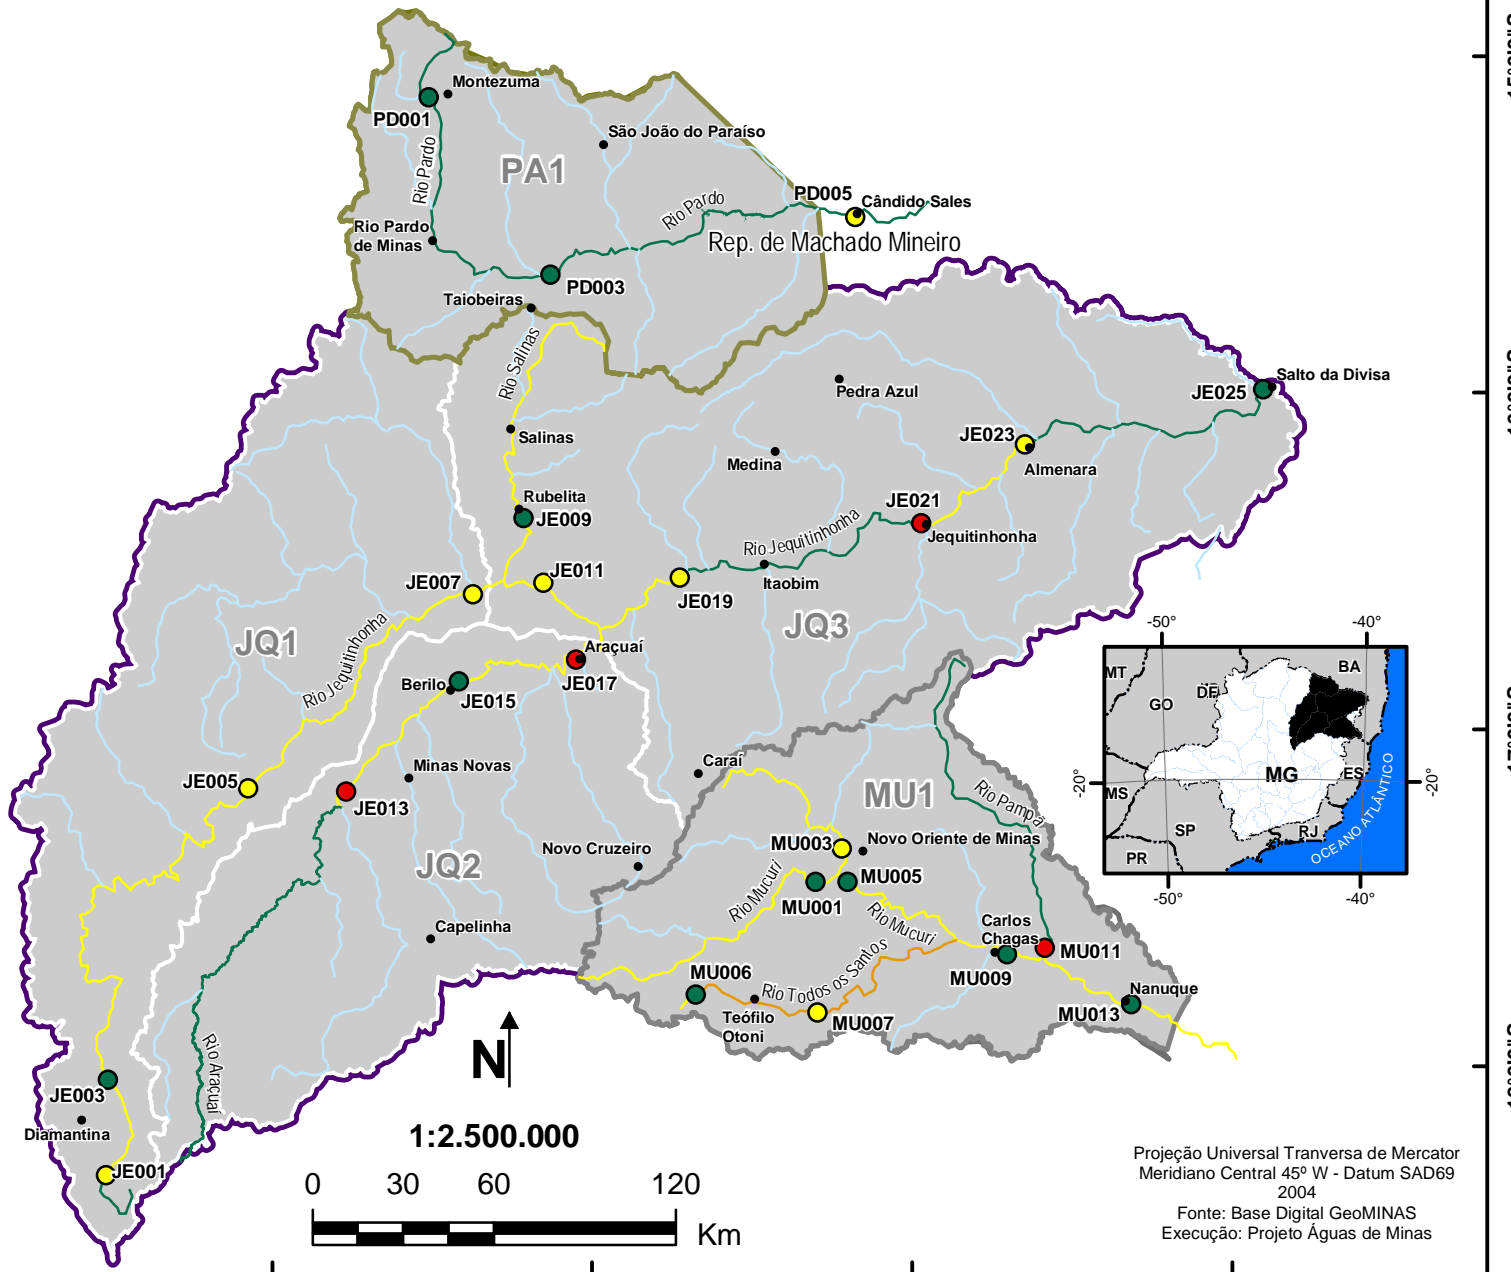 Montezuma
PD001
São João do Paraíso
PA1
Rio Pardo
PD005
Cândido Sales
Rio Pardo
Rio Pardo
de Minas
Rep. de Machado Mineiro
PD003
Taiobeiras
Rio Salinas
Salto da Divisa
JE025
Pedra Azul
Salinas
JE023
Medina
Almenara
Rubelita
JE009
JE021
Rio Jequitinhonha
Jequitinhonha
JE007
JE011
Itaobim
JE019
JQ1
JQ3
Araçuaí
Rio Jequitinhonha
Berilo
JE015
JE017
-50°
-40°
MT
BA
DF
GO
Caraí
Minas Novas
JE005
JE013
MU1
Rio Pampã
MG
ES
-20°
-20°
MS
OCEANO ATLÂNTICO
SP
RJ
PR
-50°
-40°
MU003
Novo Oriente de Minas
Novo Cruzeiro
JQ2
MU005
Rio Mucuri
MU001
Rio Mucuri
Carlos
Chagas
Capelinha
MU011
MU006
MU009
Rio Todos os Santos
Nanuque
Teófilo
Otoni
MU007
MU013
N
Rio Araçuaí
JE003
Diamantina
1:2.500.000
JE001
0 30 60 120
Km
Projeção Universal Tranversa de Mercator
Meridiano Central 45º W - Datum SAD69
2004
Fonte: Base Digital GeoMINAS
Execução: Projeto Águas de Minas